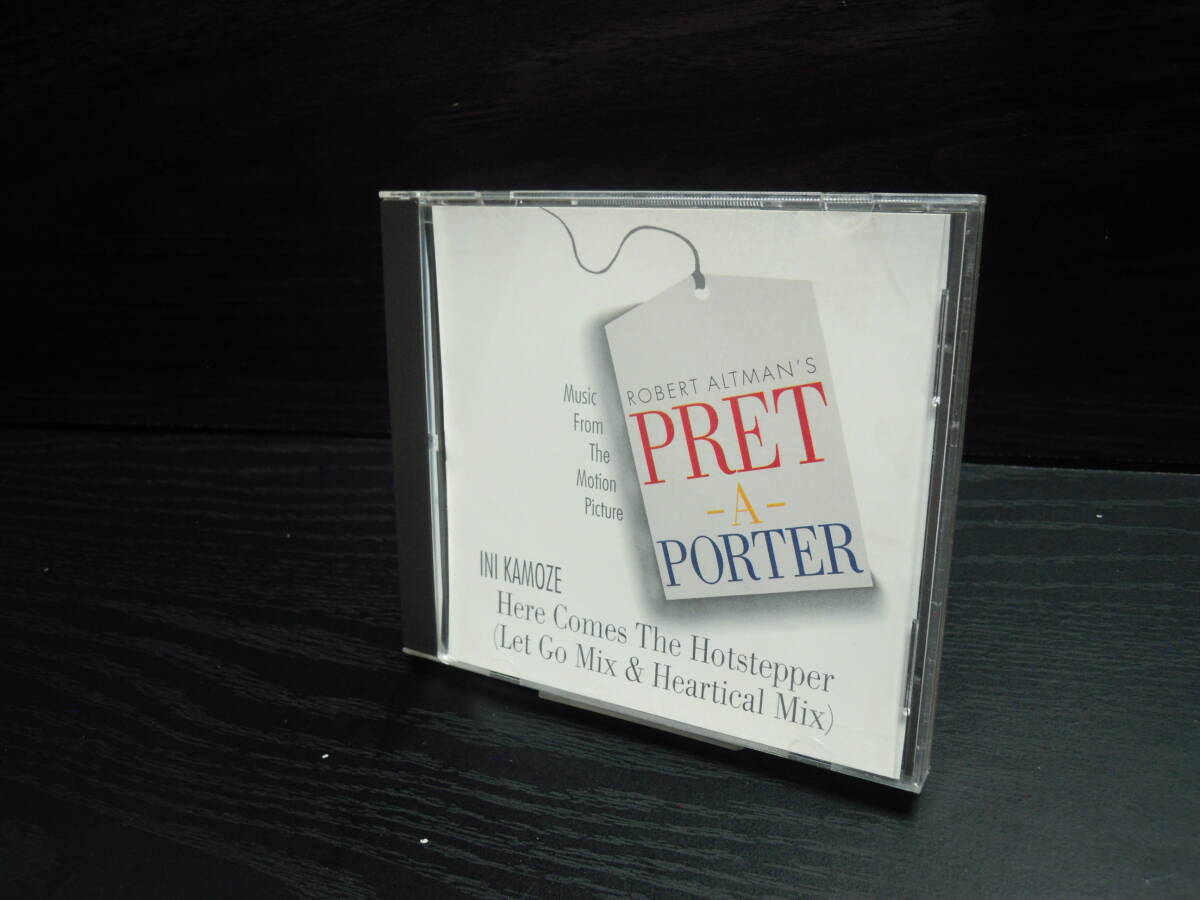 ROBERT ALTMAN'S
PRET
-A-
PORTER
Music
From
The
Motion
Picture
INI KAMOZE
Here Comes The Hotstepper
(Let Go Mix & Heartical Mix)